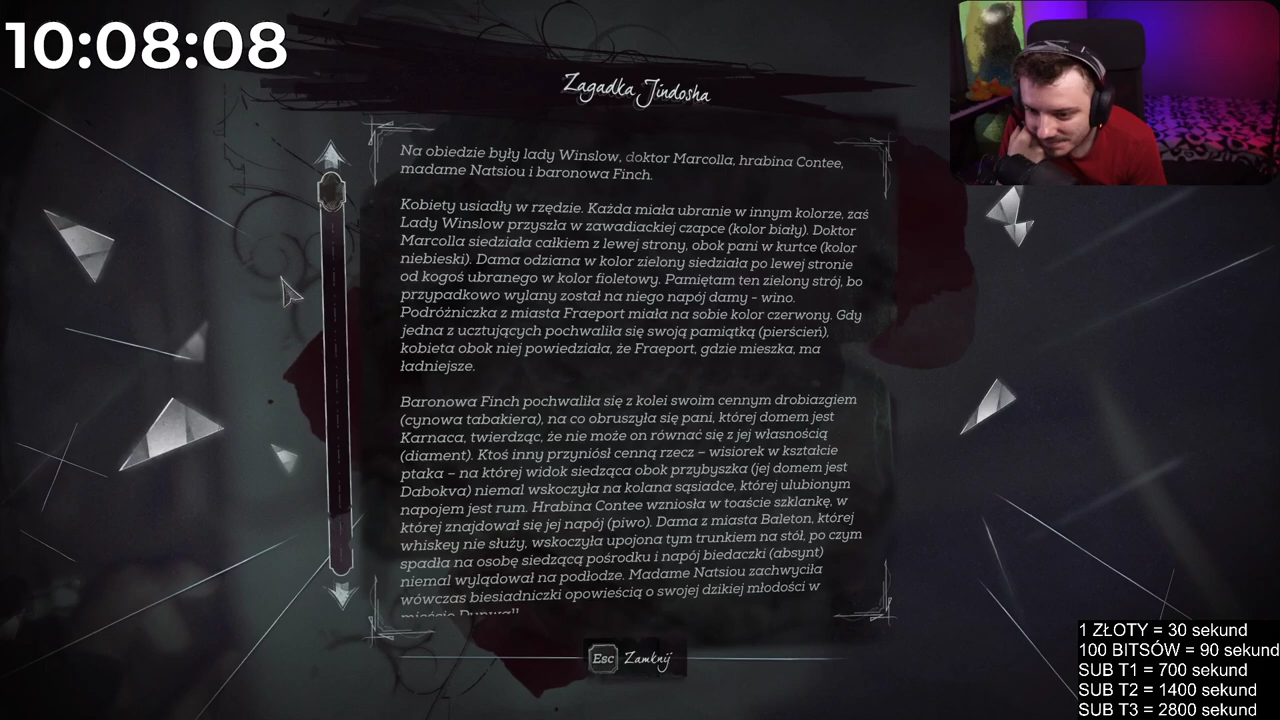 10:08:08
Zagadka Jindosha
Na obiedzie były lady Winslow, doktor Marcolla, hrabina Contee,
madame Natsiou i baronowa Finch.
Kobiety usiadły w rzędzie. Każda miała ubranie w innym kolorze, zaś
Lady Winslow przyszła w zawadiackiej czapce (kolor biały). Doktor
Marcolla siedziała całkiem z lewej strony, obok pani w kurtce (kolor
niebieski). Dama odziana w kolor zielony siedziała po lewej stronie
od kogoś ubranego w kolor fioletowy. Pamiętam ten zielony strój, bo
przypadkowo wylany został na niego napój damy - wino.
Podróżniczka z miasta Fraeport miała na sobie kolor czerwony. Gdy
jedna z ucztujących pochwaliła się swoją pamiątką (pierścień),
kobieta obok niej powiedziała, że Fraeport, gdzie mieszka, ma
ładniejsze.
Baronowa Finch pochwaliła się z kolei swoim cennym drobiazgiem
(cynowa tabakiera), na co obruszyła się pani, której domem jest
Karnaca, twierdząc, że nie może on równać się z jej własnością
(diament). Ktoś inny przyniósł cenną rzecz – wisiorek w kształcie
ptaka – na której widok siedząca obok przybyszka (jej domem jest
Dabokva) niemal wskoczyła na kolana sąsiadce, której ulubionym
napojem jest rum. Hrabina Contee wzniosła w toaście szklankę, w
której znajdował się jej napój (piwo). Dama z miasta Baleton, której
whiskey nie służy, wskoczyła upojona tym trunkiem na stół, po czym
spadła na osobę siedzącą pośrodku i napój biedaczki (absynt)
niemal wylądował na podłodze. Madame Natsiou zachwyciła
wówczas biesiadniczki opowieścią o swojej dzikiej młodości w
mieście Dunwall
Esc Zamknij
1 ZŁOTY = 30 sekund
100 BITSÓW = 90 sekund
SUB T1 = 700 sekund
SUB T2 = 1400 sekund
SUB T3 = 2800 sekund